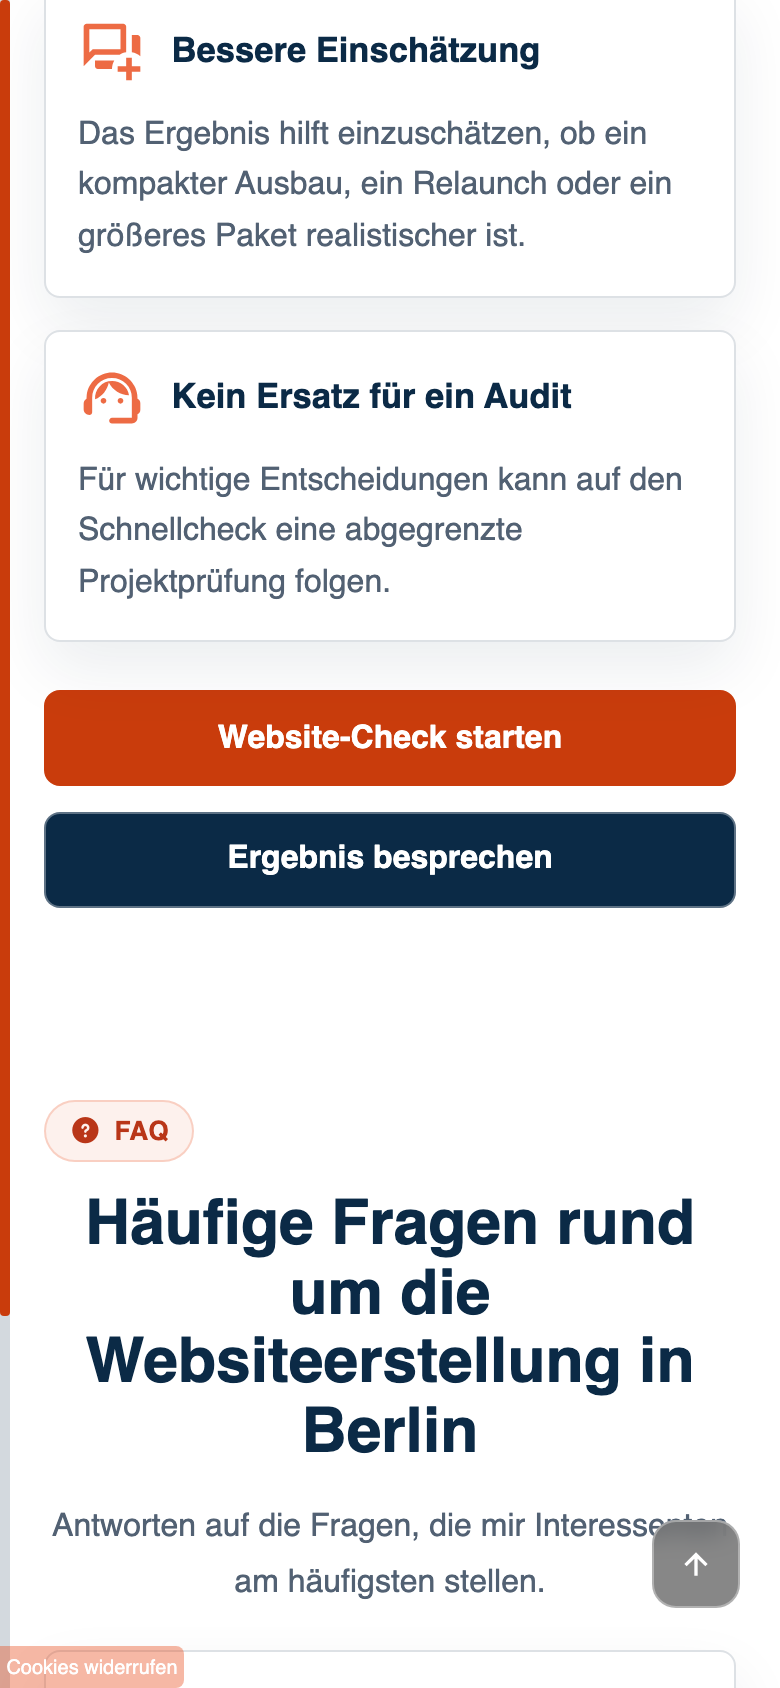 Bessere Einschätzung
Das Ergebnis hilft einzuschätzen, ob ein
kompakter Ausbau, ein Relaunch oder ein
größeres Paket realistischer ist.
Kein Ersatz für ein Audit
Für wichtige Entscheidungen kann auf den
Schnellcheck eine abgegrenzte
Projektprüfung folgen.
Website-Check starten
Ergebnis besprechen
FAQ
Häufige Fragen rund
um die
Websiteerstellung in
Berlin
Antworten auf die Fragen, die mir Interessenten
am häufigsten stellen.
Cookies widerrufen